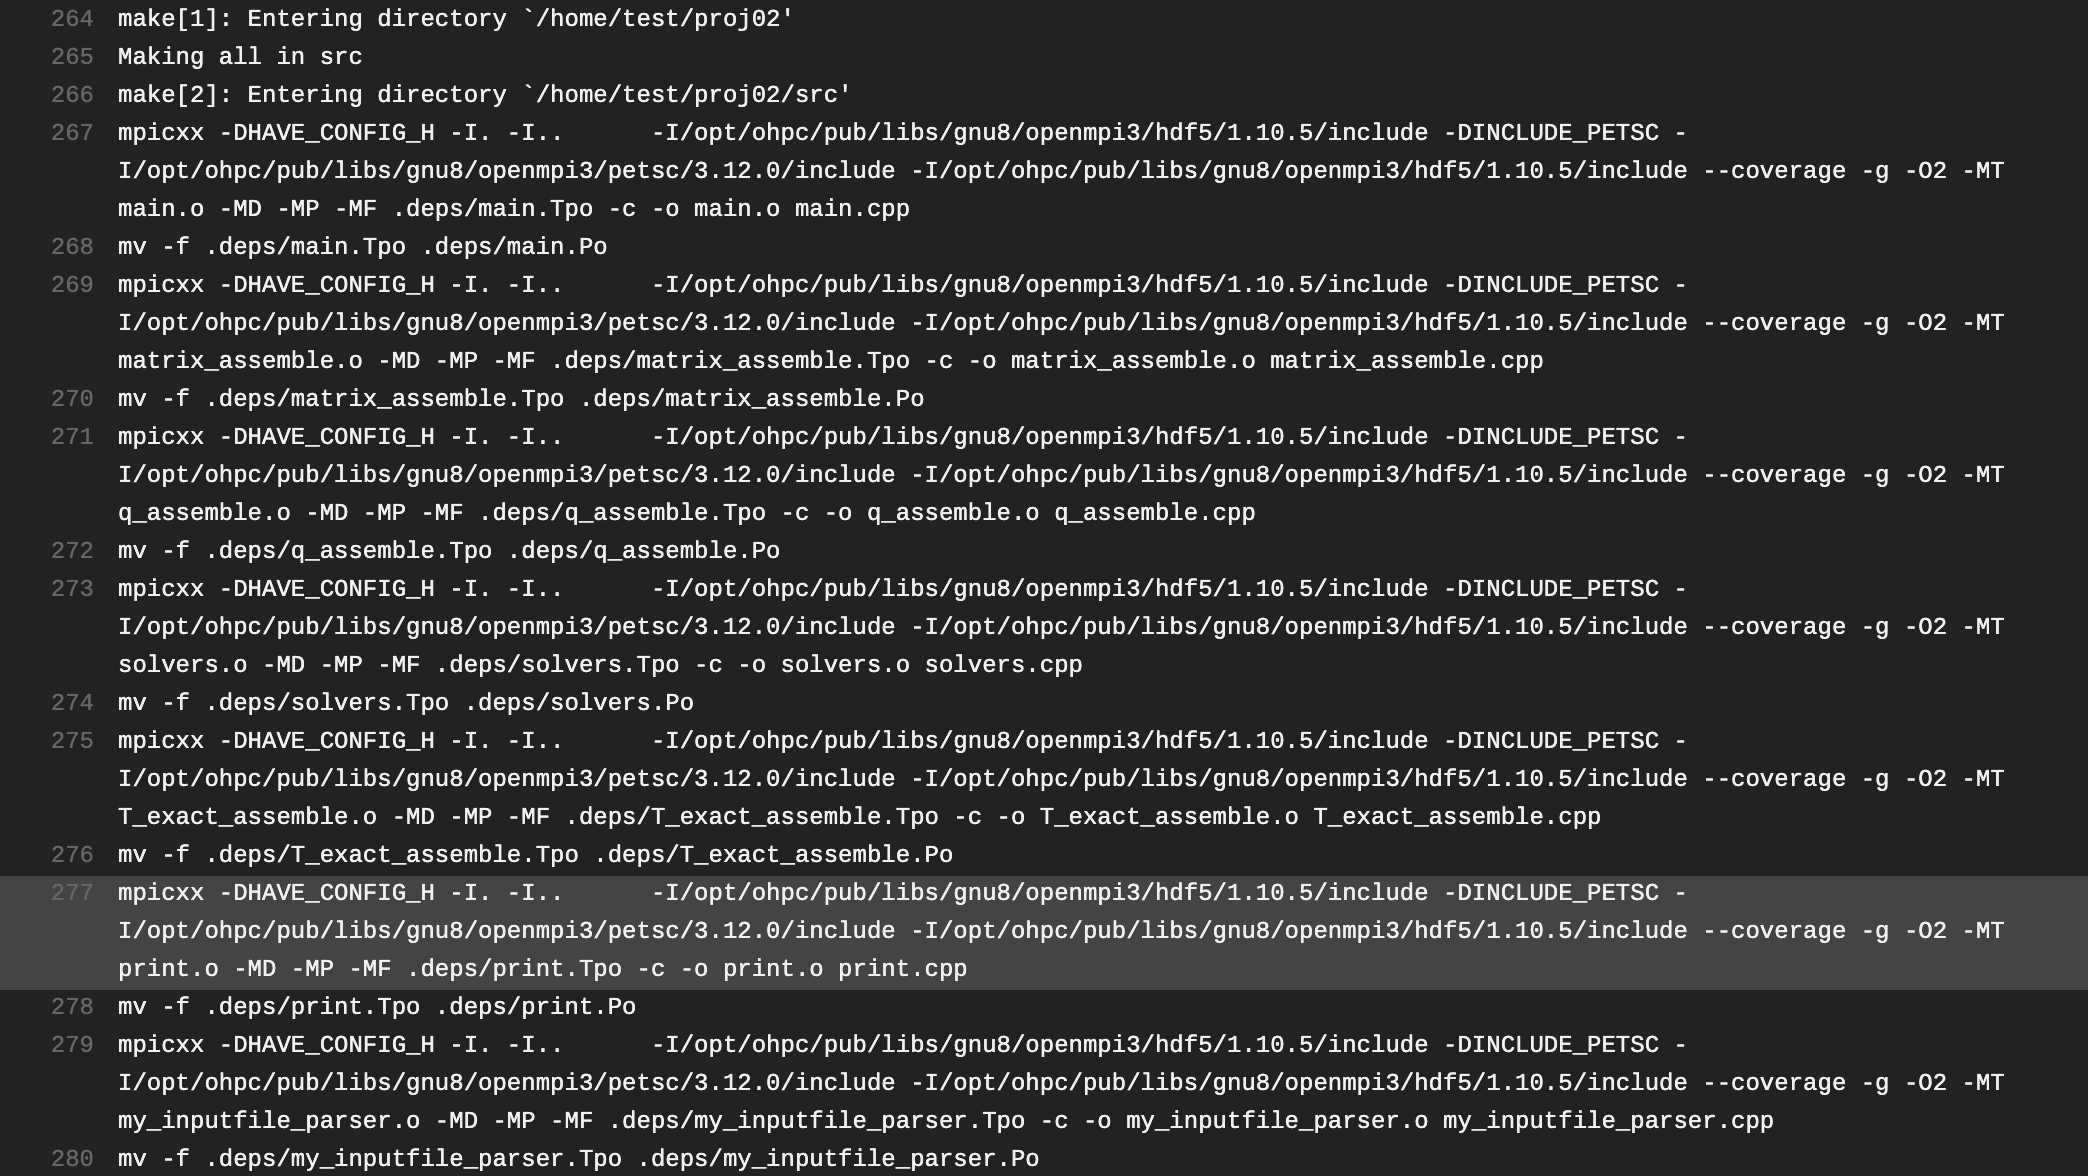 264 make[1]: Entering directory `/home/test/proj02'
265 Making all in src
266 make[2]: Entering directory `/home/test/proj02/src'
267 mpicxx -DHAVE_CONFIG_H -I. -I..      -I/opt/ohpc/pub/libs/gnu8/openmpi3/hdf5/1.10.5/include -DINCLUDE_PETSC -
I/opt/ohpc/pub/libs/gnu8/openmpi3/petsc/3.12.0/include -I/opt/ohpc/pub/libs/gnu8/openmpi3/hdf5/1.10.5/include --coverage -g -O2 -MT
main.o -MD -MP -MF .deps/main.Tpo -c -o main.o main.cpp
268 mv -f .deps/main.Tpo .deps/main.Po
269 mpicxx -DHAVE_CONFIG_H -I. -I..      -I/opt/ohpc/pub/libs/gnu8/openmpi3/hdf5/1.10.5/include -DINCLUDE_PETSC -
I/opt/ohpc/pub/libs/gnu8/openmpi3/petsc/3.12.0/include -I/opt/ohpc/pub/libs/gnu8/openmpi3/hdf5/1.10.5/include --coverage -g -O2 -MT
matrix_assemble.o -MD -MP -MF .deps/matrix_assemble.Tpo -c -o matrix_assemble.o matrix_assemble.cpp
270 mv -f .deps/matrix_assemble.Tpo .deps/matrix_assemble.Po
271 mpicxx -DHAVE_CONFIG_H -I. -I..      -I/opt/ohpc/pub/libs/gnu8/openmpi3/hdf5/1.10.5/include -DINCLUDE_PETSC -
I/opt/ohpc/pub/libs/gnu8/openmpi3/petsc/3.12.0/include -I/opt/ohpc/pub/libs/gnu8/openmpi3/hdf5/1.10.5/include --coverage -g -O2 -MT
q_assemble.o -MD -MP -MF .deps/q_assemble.Tpo -c -o q_assemble.o q_assemble.cpp
272 mv -f .deps/q_assemble.Tpo .deps/q_assemble.Po
273 mpicxx -DHAVE_CONFIG_H -I. -I..      -I/opt/ohpc/pub/libs/gnu8/openmpi3/hdf5/1.10.5/include -DINCLUDE_PETSC -
I/opt/ohpc/pub/libs/gnu8/openmpi3/petsc/3.12.0/include -I/opt/ohpc/pub/libs/gnu8/openmpi3/hdf5/1.10.5/include --coverage -g -O2 -MT
solvers.o -MD -MP -MF .deps/solvers.Tpo -c -o solvers.o solvers.cpp
274 mv -f .deps/solvers.Tpo .deps/solvers.Po
275 mpicxx -DHAVE_CONFIG_H -I. -I..      -I/opt/ohpc/pub/libs/gnu8/openmpi3/hdf5/1.10.5/include -DINCLUDE_PETSC -
I/opt/ohpc/pub/libs/gnu8/openmpi3/petsc/3.12.0/include -I/opt/ohpc/pub/libs/gnu8/openmpi3/hdf5/1.10.5/include --coverage -g -O2 -MT
T_exact_assemble.o -MD -MP -MF .deps/T_exact_assemble.Tpo -c -o T_exact_assemble.o T_exact_assemble.cpp
276 mv -f .deps/T_exact_assemble.Tpo .deps/T_exact_assemble.Po
277 mpicxx -DHAVE_CONFIG_H -I. -I..      -I/opt/ohpc/pub/libs/gnu8/openmpi3/hdf5/1.10.5/include -DINCLUDE_PETSC -
I/opt/ohpc/pub/libs/gnu8/openmpi3/petsc/3.12.0/include -I/opt/ohpc/pub/libs/gnu8/openmpi3/hdf5/1.10.5/include --coverage -g -O2 -MT
print.o -MD -MP -MF .deps/print.Tpo -c -o print.o print.cpp
278 mv -f .deps/print.Tpo .deps/print.Po
279 mpicxx -DHAVE_CONFIG_H -I. -I..      -I/opt/ohpc/pub/libs/gnu8/openmpi3/hdf5/1.10.5/include -DINCLUDE_PETSC -
I/opt/ohpc/pub/libs/gnu8/openmpi3/petsc/3.12.0/include -I/opt/ohpc/pub/libs/gnu8/openmpi3/hdf5/1.10.5/include --coverage -g -O2 -MT
my_inputfile_parser.o -MD -MP -MF .deps/my_inputfile_parser.Tpo -c -o my_inputfile_parser.o my_inputfile_parser.cpp
280 mv -f .deps/my_inputfile_parser.Tpo .deps/my_inputfile_parser.Po